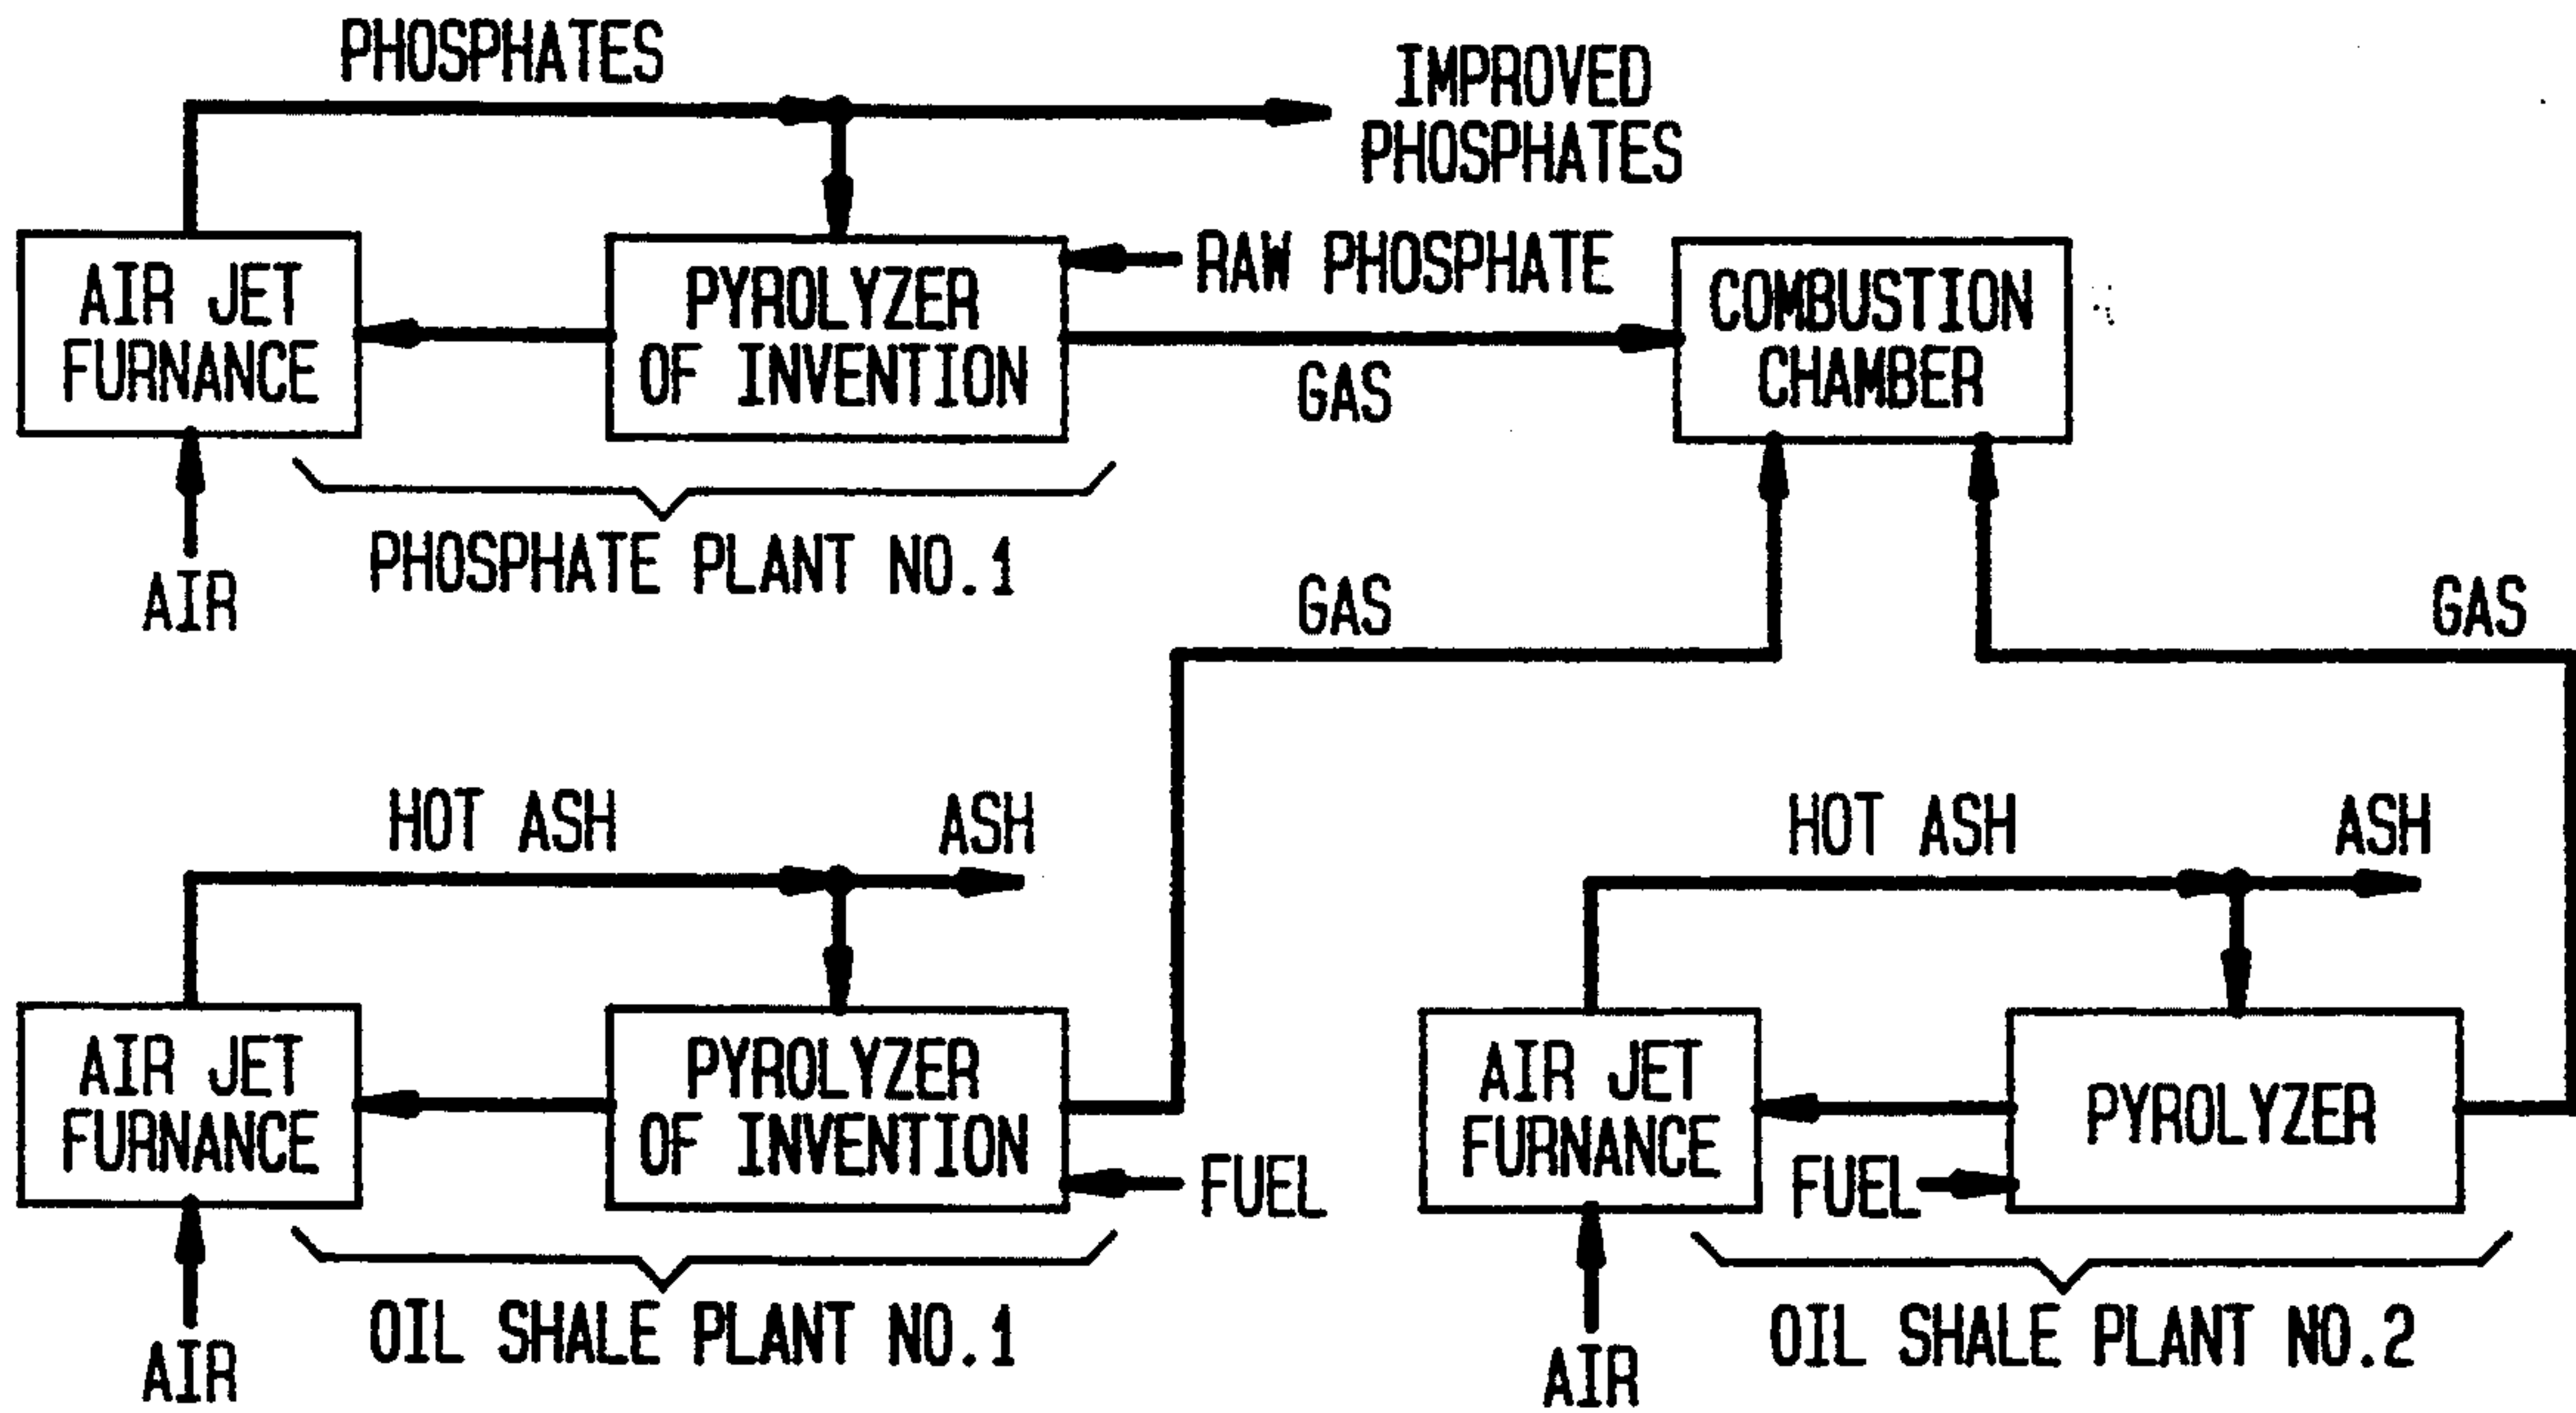 PHOSPHATES
IMPROVED
PHOSPHATES
AIR JET
FURNANCE
PYROLYZER
OF INVENTION
RAW PHOSPHATE
COMBUSTION
CHAMBER
GAS
PHOSPHATE PLANT NO.1
AIR
GAS
GAS
HOT ASH
ASH
HOT ASH
ASH
AIR JET
FURNANCE
PYROLYZER
OF INVENTION
FUEL
AIR JET
FURNANCE
FUEL
PYROLYZER
OIL SHALE PLANT NO.1
AIR
OIL SHALE PLANT NO.2
AIR